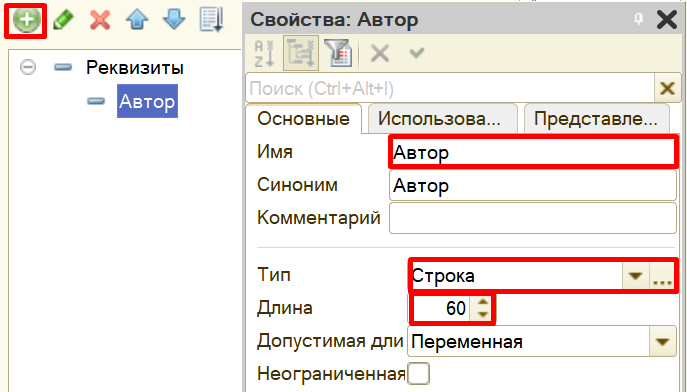 Реквизиты
Автор
Свойства: Автор
Поиск (Ctrl+Alt+I)
Основные Использова... Представле...
Имя Автор
Синоним Автор
Комментарий
Тип Строка ...
Длина 60
Допустимая дли Переменная
Неограниченная